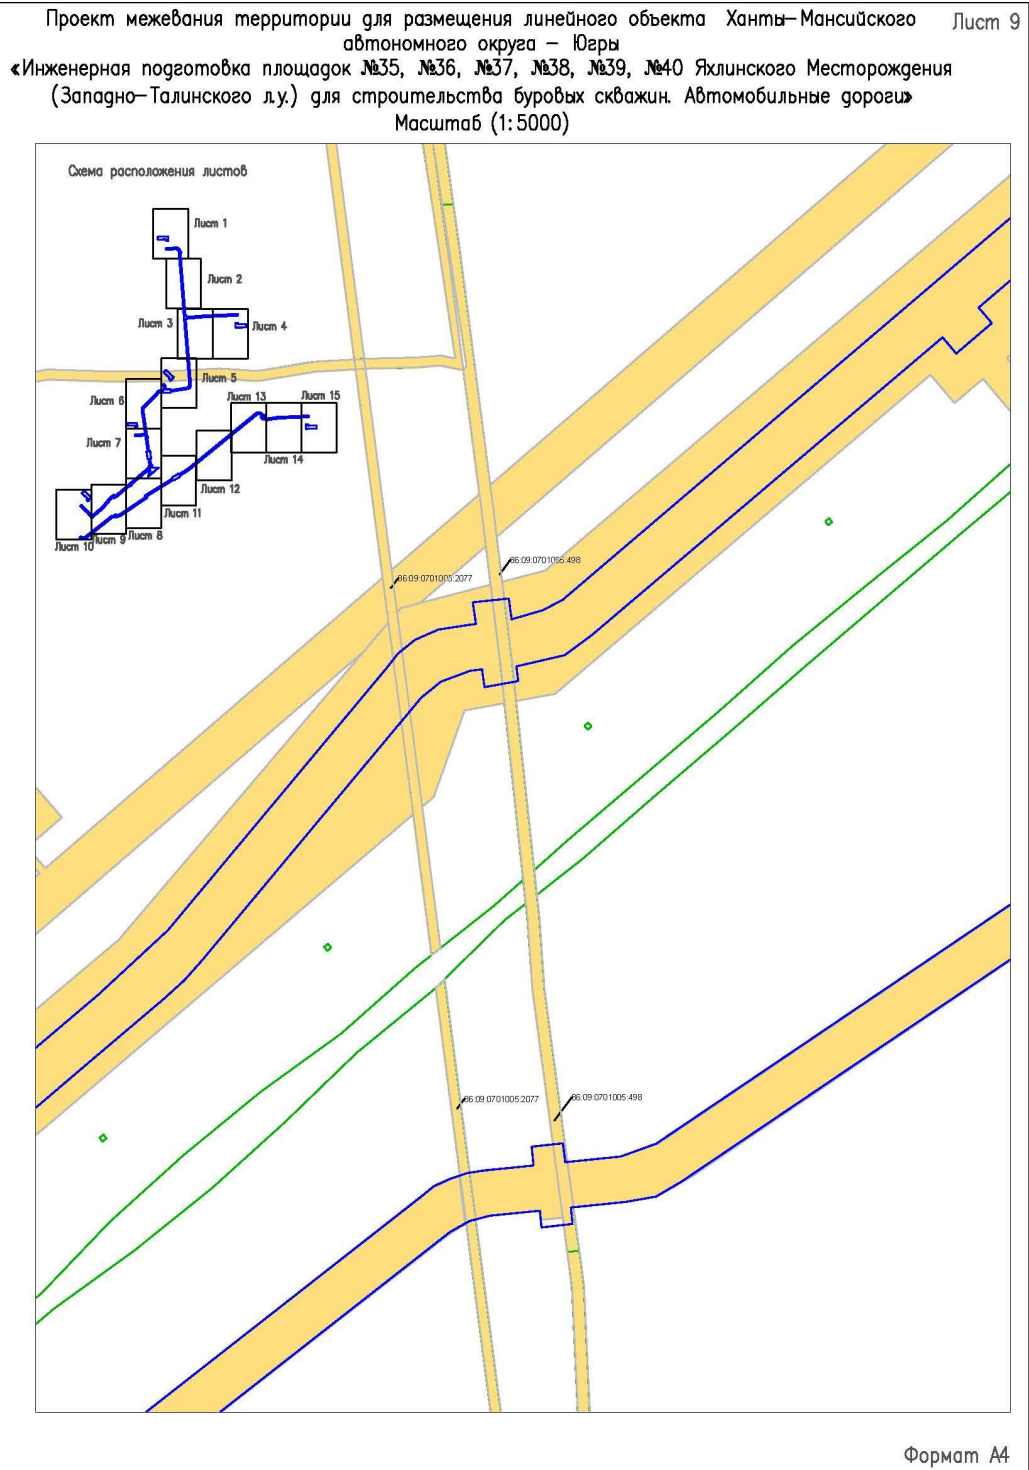 Проект межевания территории для размещения линейного объекта Ханты-Мансийского
Лист 9
автономного округа – Югры
«Инженерная подготовка площадок №35, №36, №37, №38, №39, №40 Яхлинского Месторождения
(Западно-Талинского л.у.) для строительства буровых скважин. Автомобильные дороги»
Масштаб (1:5000)
Схема расположения листов
Лист 1
Лист 2
Лист 3
Лист 4
Лист 5
Лист 6
Лист 13
Лист 15
Лист 7
Лист 14
Лист 12
Лист 11
Лист 8
Лист 9
Лист 10
86:09:0701005:498
86:09:0701005:2077
86:09:0701005:2077
86:09:0701005:498
Формат А4